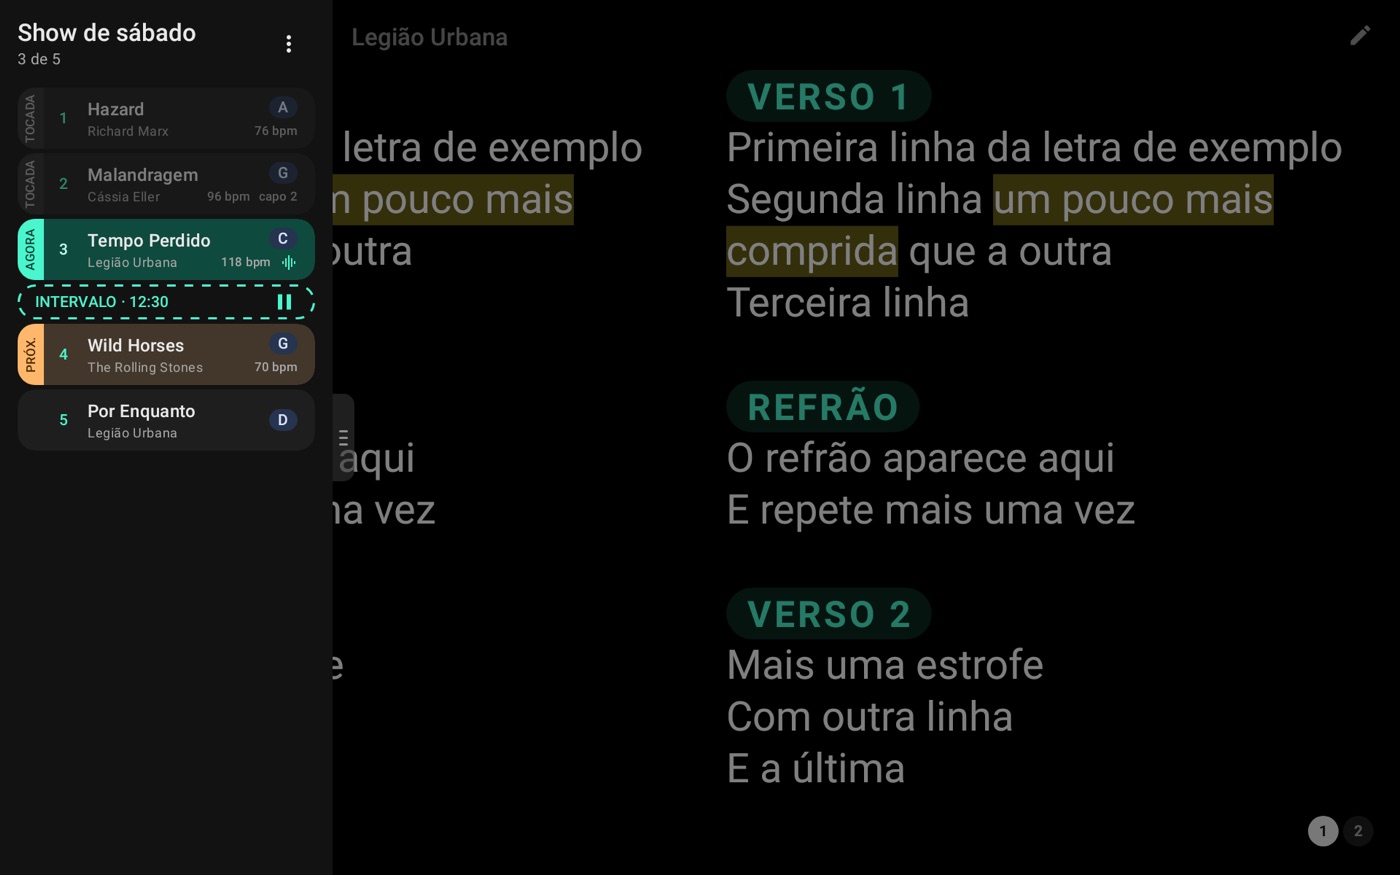 Show de sábado
3 de 5
TOCADA
1
Hazard
A
Richard Marx
76 bpm
TOCADA
2
Malandragem
G
Cássia Eller
96 bpm capo 2
AGORA
3
Tempo Perdido
C
Legião Urbana
118 bpm
INTERVALO · 12:30
PRÓX.
4
Wild Horses
G
The Rolling Stones
70 bpm
5
Por Enquanto
D
Legião Urbana
Legião Urbana
letra de exemplo
pouco mais
outra
aqui
vez
VERSO 1
Primeira linha da letra de exemplo
Segunda linha um pouco mais
comprida que a outra
Terceira linha
REFRÃO
O refrão aparece aqui
E repete mais uma vez
VERSO 2
Mais uma estrofe
Com outra linha
E a última
1 2